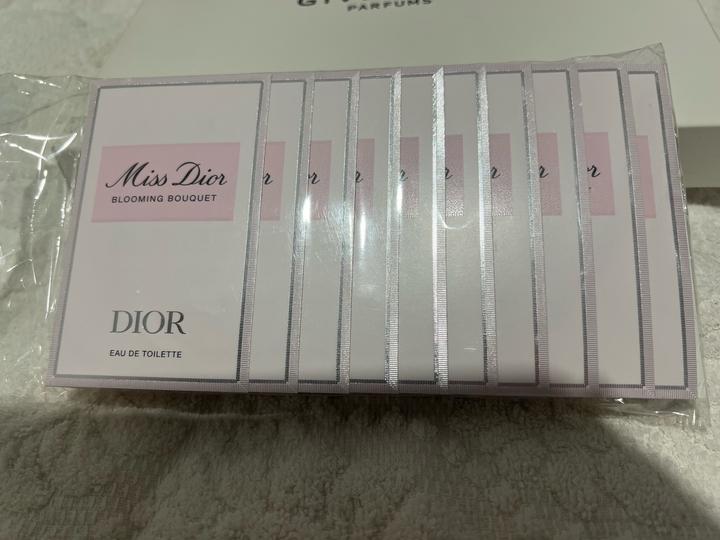 PARFUMS
Miss Dior
BLOOMING BOUQUET
DIOR
EAU DE TOILETTE